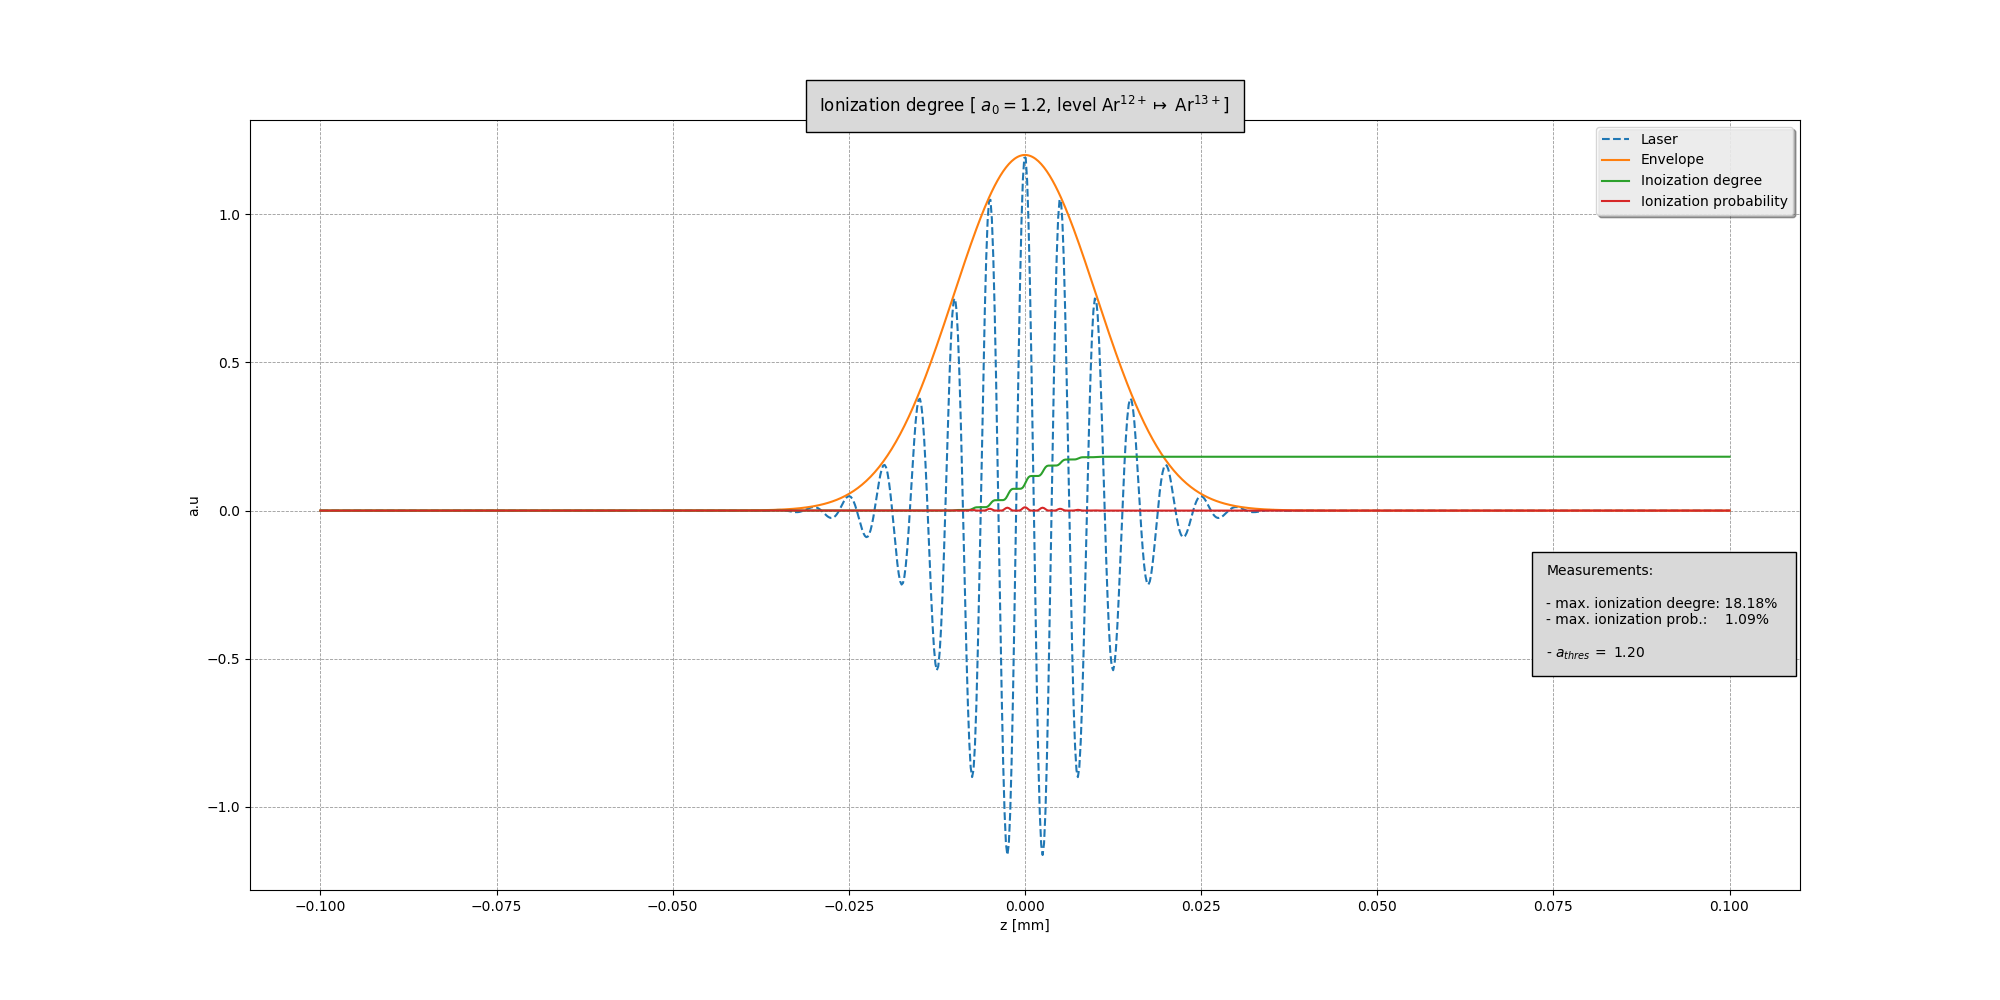 Ionization degree [ a₀ = 1.2, level Ar¹²⁺ ↦ Ar¹³⁺]
Laser
Envelope
Inoization degree
Ionization probability
1.0
0.5
0.0
−0.5
−1.0
a.u
Measurements:
- max. ionization deegre: 18.18%
- max. ionization prob.: 1.09%
- a_thres = 1.20
−0.100 −0.075 −0.050 −0.025 0.000 0.025 0.050 0.075 0.100
z [mm]